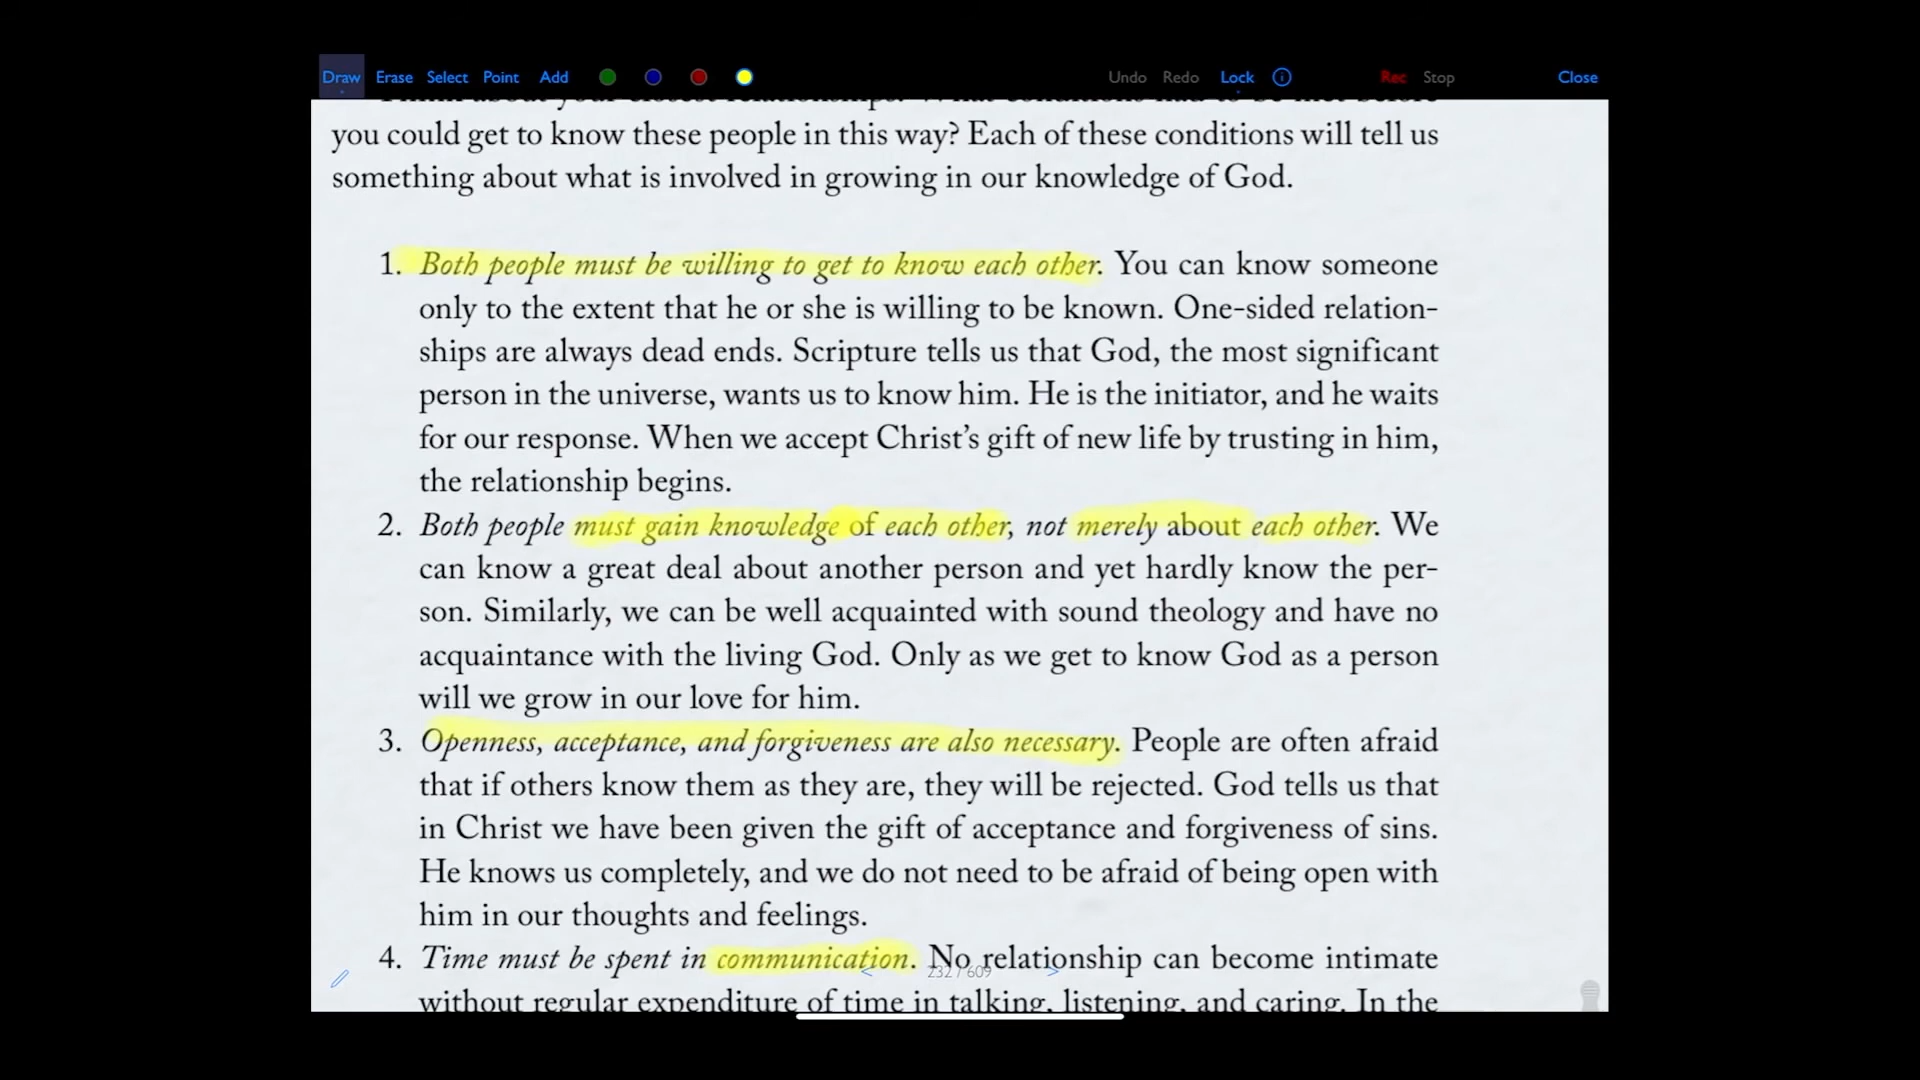 Draw Erase Select Point Add Undo Redo Lock Rec Stop Close
Think about your closest relationships. What conditions had to be met before
you could get to know these people in this way? Each of these conditions will tell us
something about what is involved in growing in our knowledge of God.
1. Both people must be willing to get to know each other. You can know someone
only to the extent that he or she is willing to be known. One-sided relation-
ships are always dead ends. Scripture tells us that God, the most significant
person in the universe, wants us to know him. He is the initiator, and he waits
for our response. When we accept Christ’s gift of new life by trusting in him,
the relationship begins.
2. Both people must gain knowledge of each other, not merely about each other. We
can know a great deal about another person and yet hardly know the per-
son. Similarly, we can be well acquainted with sound theology and have no
acquaintance with the living God. Only as we get to know God as a person
will we grow in our love for him.
3. Openness, acceptance, and forgiveness are also necessary. People are often afraid
that if others know them as they are, they will be rejected. God tells us that
in Christ we have been given the gift of acceptance and forgiveness of sins.
He knows us completely, and we do not need to be afraid of being open with
him in our thoughts and feelings.
4. Time must be spent in communication. No relationship can become intimate
< 232 / 609 >
without regular expenditure of time in talking, listening, and caring. In the